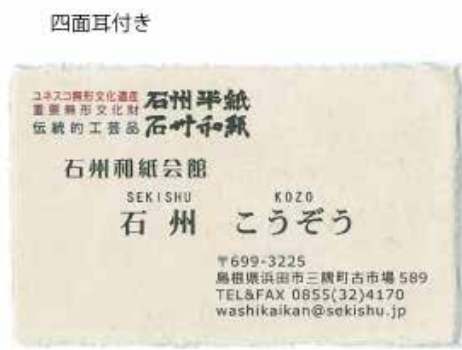 四面耳付き
ユネスコ無形文化遺産
重要無形文化財 石州半紙
伝統的工芸品 石州和紙
石州和紙会館
SEKISHU KOZO
石州 こうぞう
〒699-3225
島根県浜田市三隅町古市場589
TEL&FAX 0855(32)4170
washikaikan@sekishu.jp